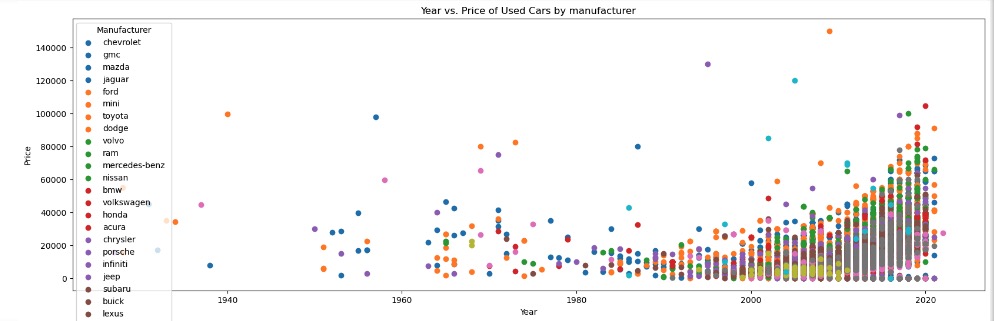 Year vs. Price of Used Cars by manufacturer
Manufacturer
chevrolet
gmc
mazda
jaguar
ford
mini
toyota
dodge
volvo
ram
mercedes-benz
nissan
bmw
volkswagen
honda
acura
chrysler
porsche
infiniti
jeep
subaru
buick
lexus
Price
140000
120000
100000
80000
60000
40000
20000
0
1940 1960 1980 2000 2020
Year